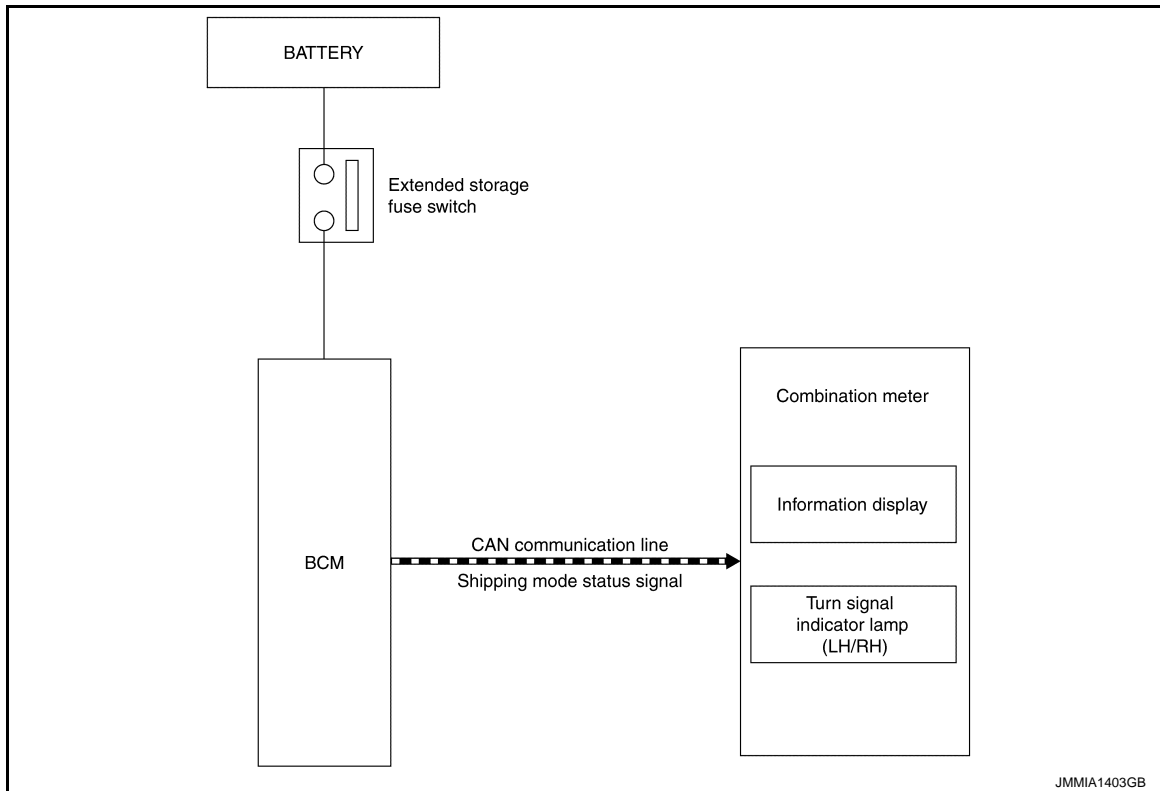 BATTERY
Extended storage
fuse switch
Combination meter
Information display
CAN communication line
BCM
Shipping mode status signal
Turn signal
indicator lamp
(LH/RH)
JMMIA1403GB